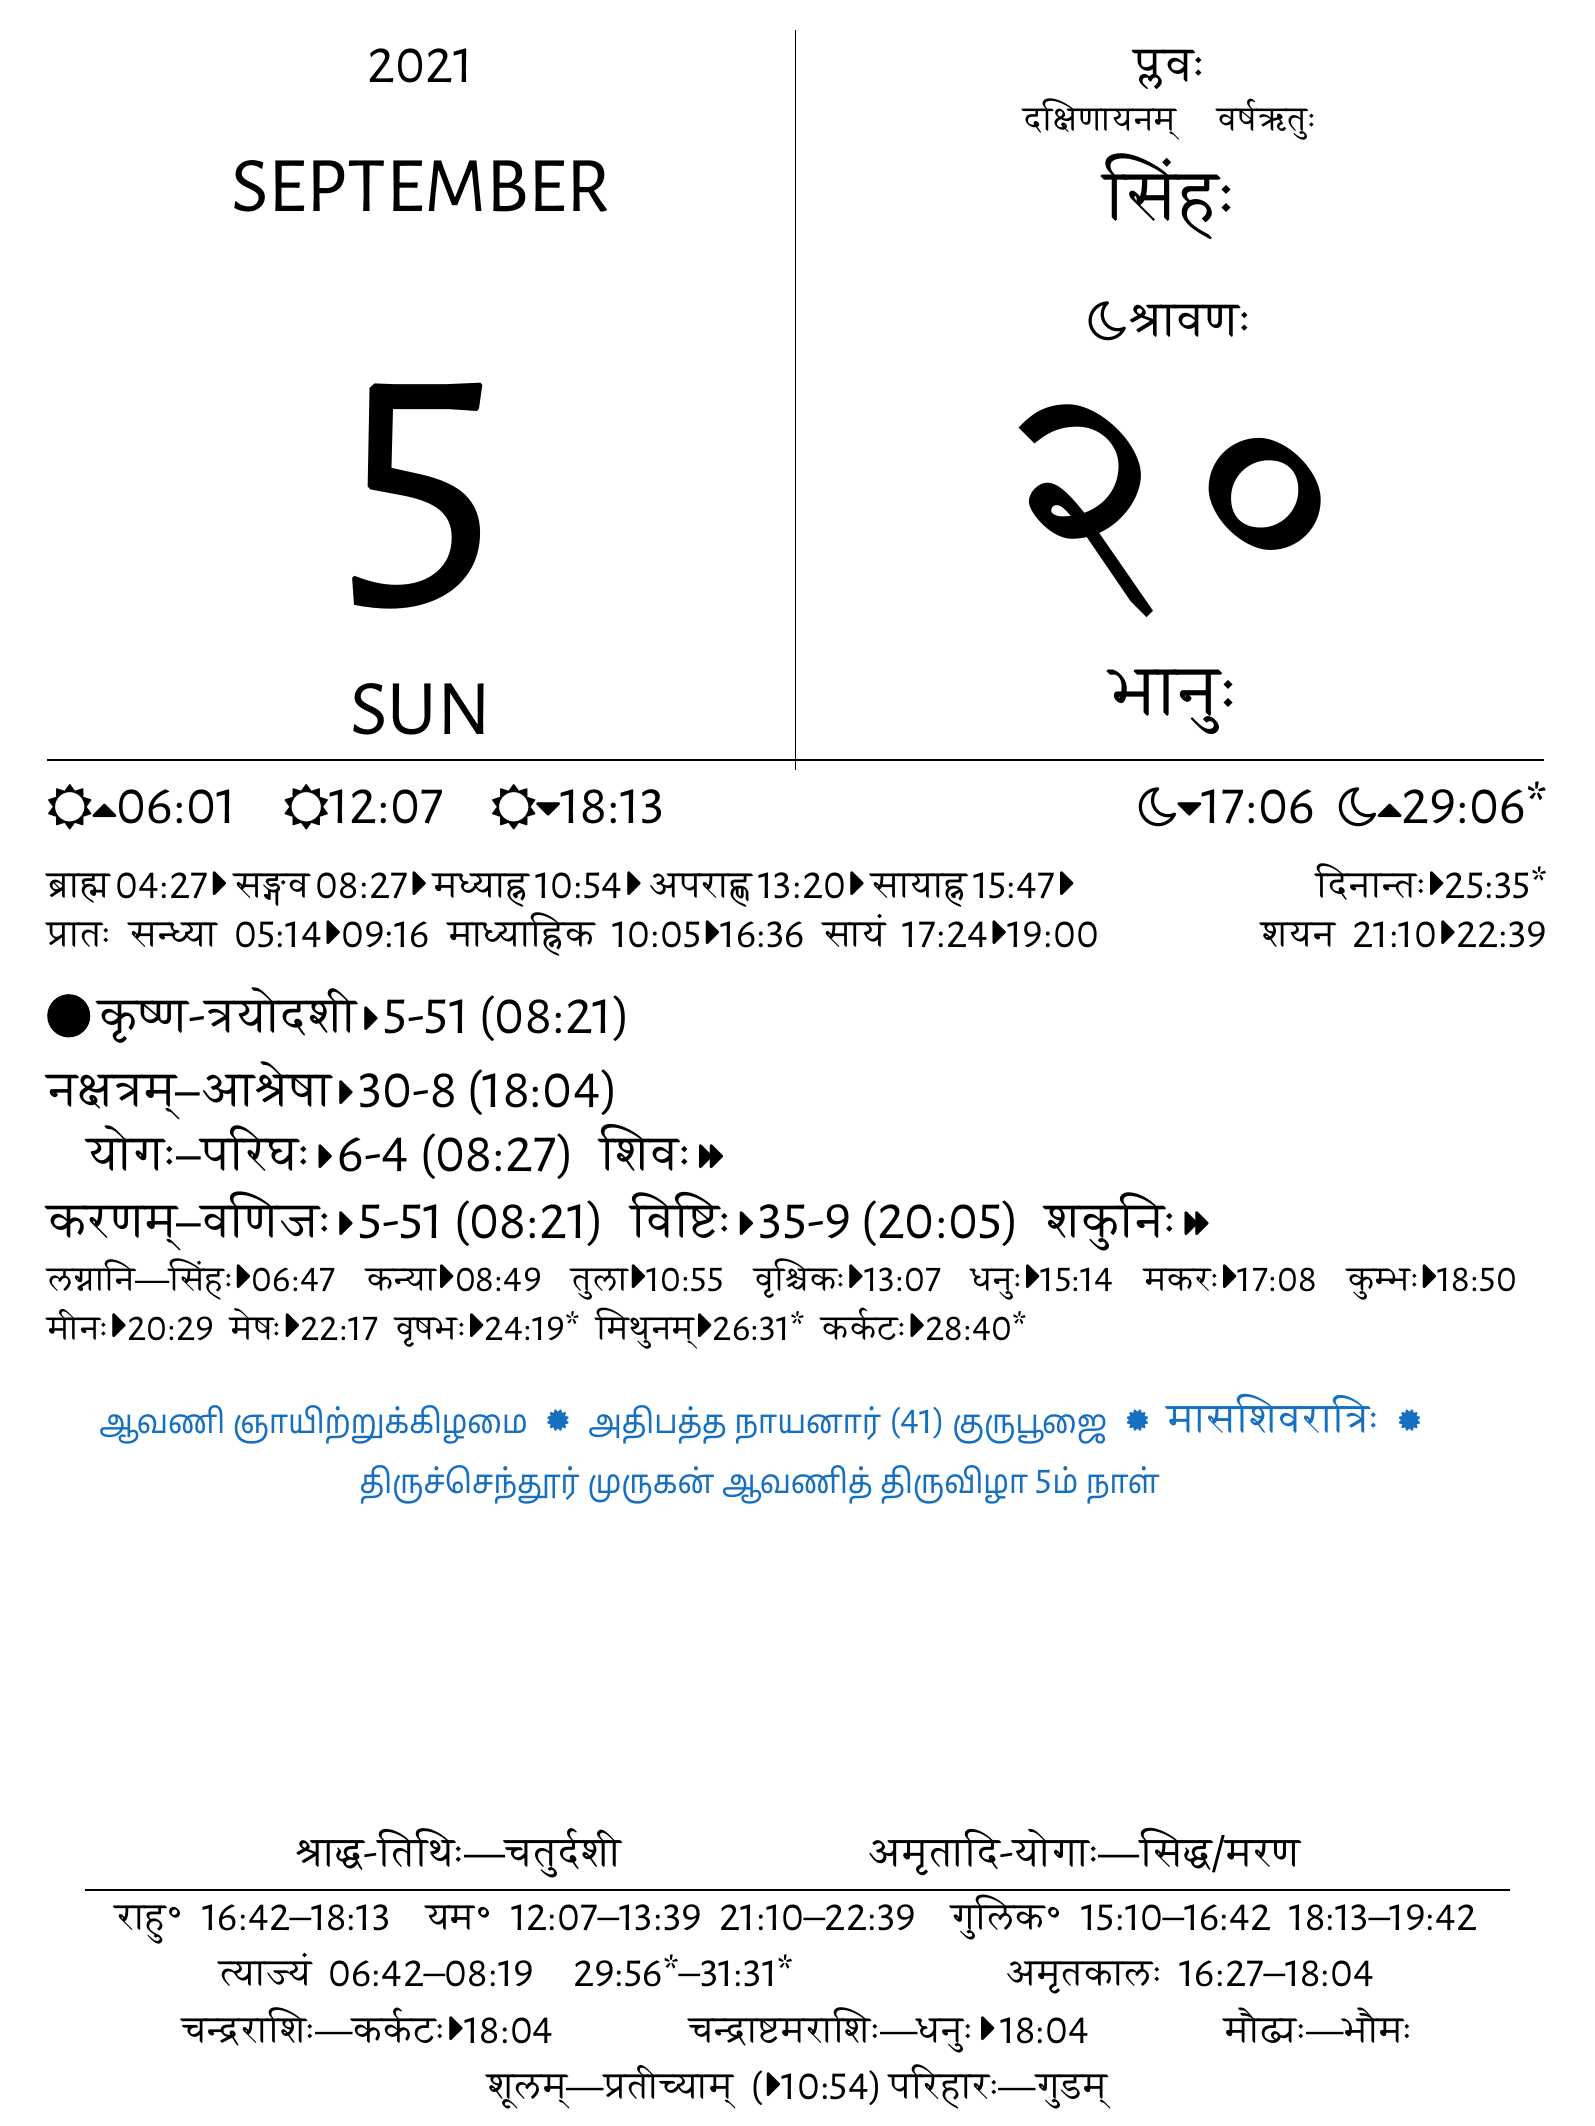 2021
SEPTEMBER
5
SUN
प्लवः
दक्षिणायनम् वर्षऋतुः
सिंहः
श्रावणः
२०
भानुः
06:01 12:07 18:13 17:06 29:06*
ब्राह्म 04:27 सङ्गव 08:27 मध्याह्न 10:54 अपराह्ण 13:20 सायाह्न 15:47 दिनान्तः 25:35*
प्रातः सन्ध्या 05:14 09:16 माध्याह्निक 10:05 16:36 सायं 17:24 19:00 शयन 21:10 22:39
कृष्ण-त्रयोदशी 5-51 (08:21)
नक्षत्रम्–आश्रेषा 30-8 (18:04)
योगः–परिघः 6-4 (08:27) शिवः
करणम्–वणिजः 5-51 (08:21) विष्टिः 35-9 (20:05) शकुनिः
लग्नानि—सिंहः 06:47 कन्या 08:49 तुला 10:55 वृश्चिकः 13:07 धनुः 15:14 मकरः 17:08 कुम्भः 18:50
मीनः 20:29 मेषः 22:17 वृषभः 24:19* मिथुनम् 26:31* कर्कटः 28:40*
ஆவணி ஞாயிற்றுக்கிழமை ✹ அதிபத்த நாயனார் (41) குருபூஜை ✹ मासशिवरात्रिः ✹
திருச்செந்தூர் முருகன் ஆவணித் திருவிழா 5ம் நாள்
श्राद्ध-तिथिः—चतुर्दशी अमृतादि-योगाः—सिद्ध/मरण
राहु॰ 16:42–18:13 यम॰ 12:07–13:39 21:10–22:39 गुलिक॰ 15:10–16:42 18:13–19:42
त्याज्यं 06:42–08:19 29:56*–31:31* अमृतकालः 16:27–18:04
चन्द्रराशिः—कर्कटः 18:04 चन्द्राष्टमराशिः—धनुः 18:04 मौढ्यः—भौमः
शूलम्—प्रतीच्याम् ( 10:54) परिहारः—गुडम्